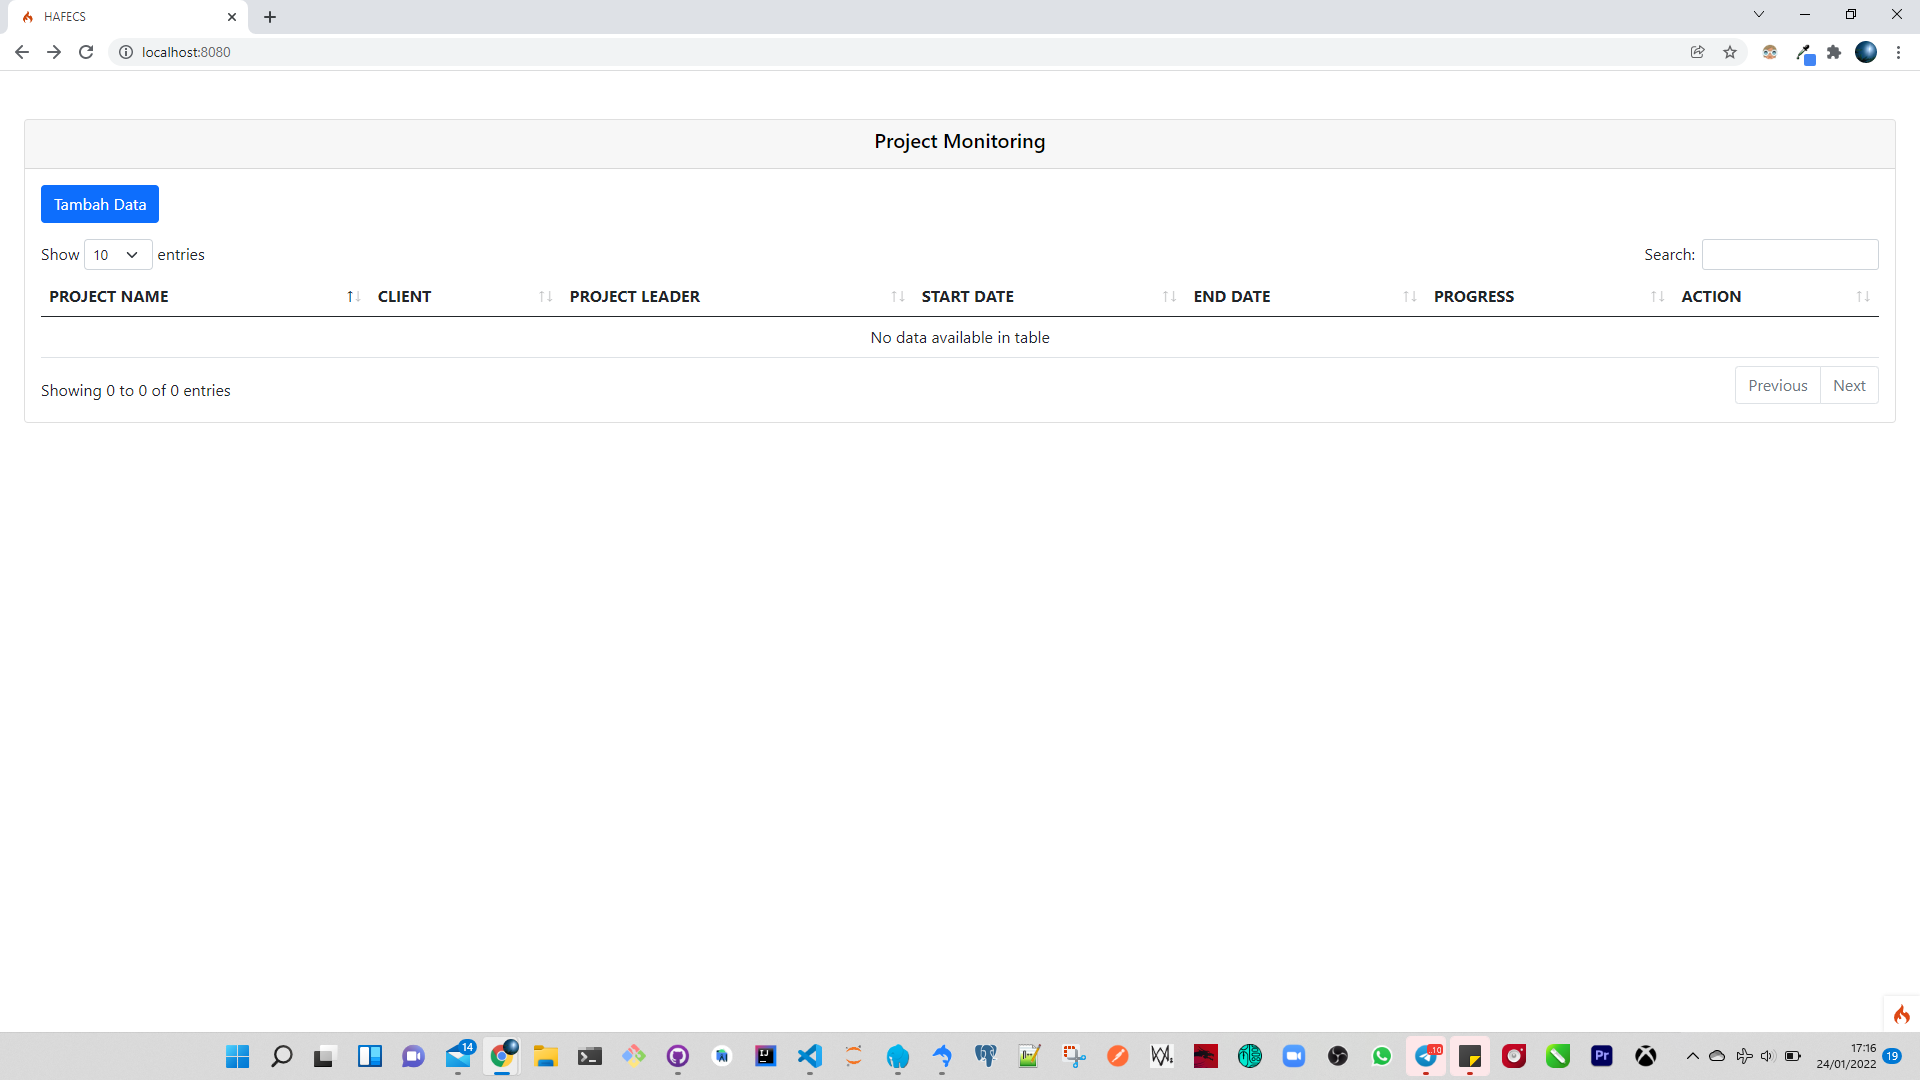 HAFECS
localhost:8080
Project Monitoring
Tambah Data
Show 10 entries
Search:
PROJECT NAME CLIENT PROJECT LEADER START DATE END DATE PROGRESS ACTION
No data available in table
Showing 0 to 0 of 0 entries
Previous Next
14
10
17:16
24/01/2022
19
Pr
IJ